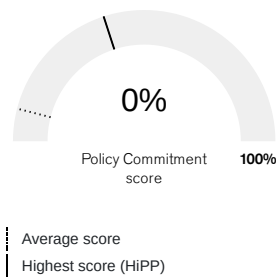 0%
Policy Commitment 100%
score
Average score
Highest score (HiPP)